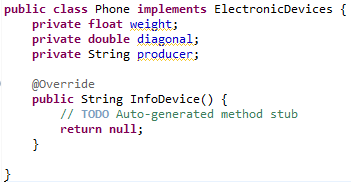 public class Phone implements ElectronicDevices {
    private float weight;
    private double diagonal;
    private String producer;
    @Override
    public String InfoDevice() {
        // TODO Auto-generated method stub
        return null;
    }
}